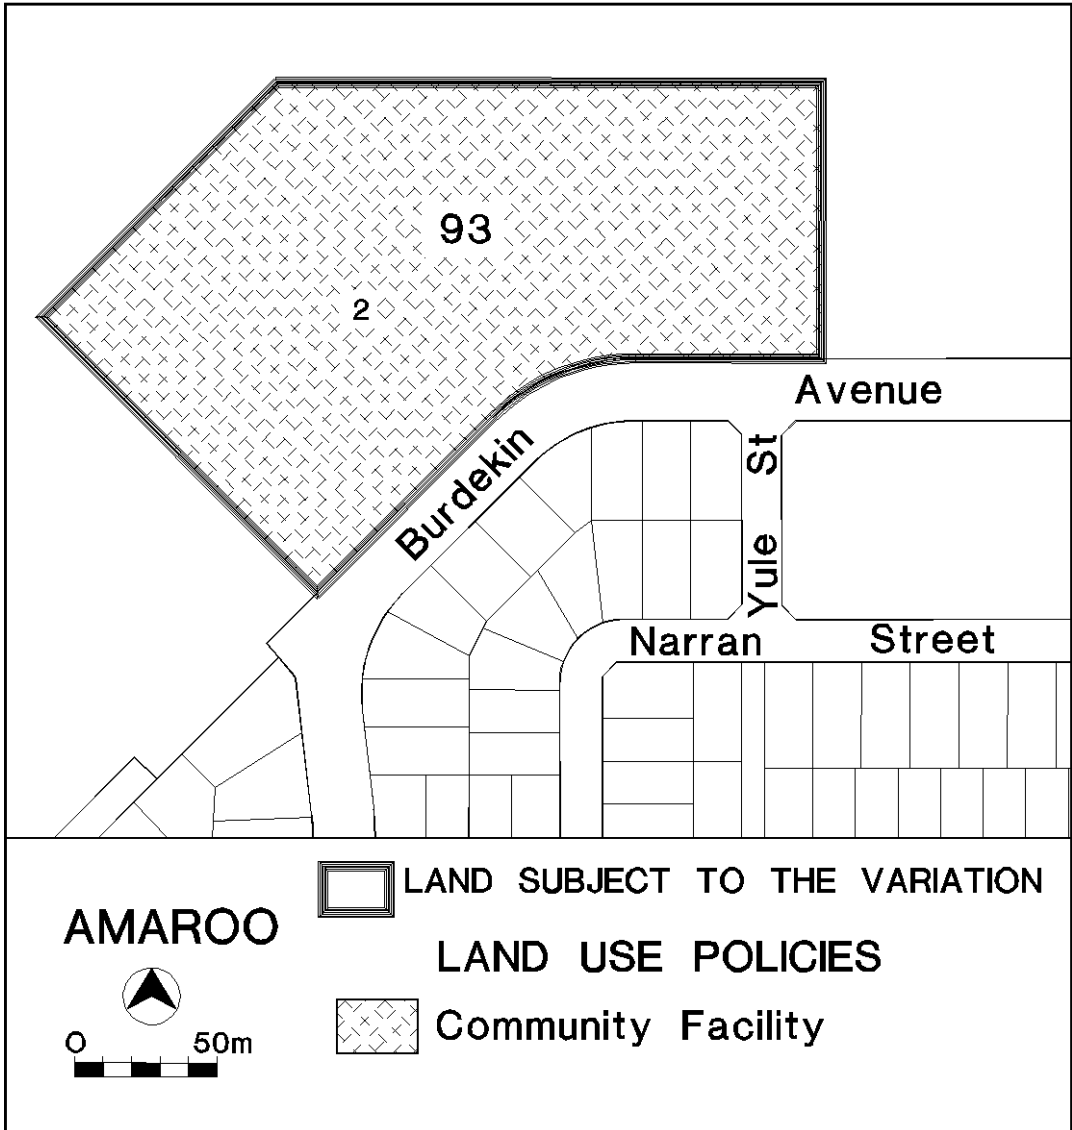 93
2
Avenue
Burdekin
Yule St
Narran Street
LAND SUBJECT TO THE VARIATION
AMAROO
LAND USE POLICIES
Community Facility
0 50m